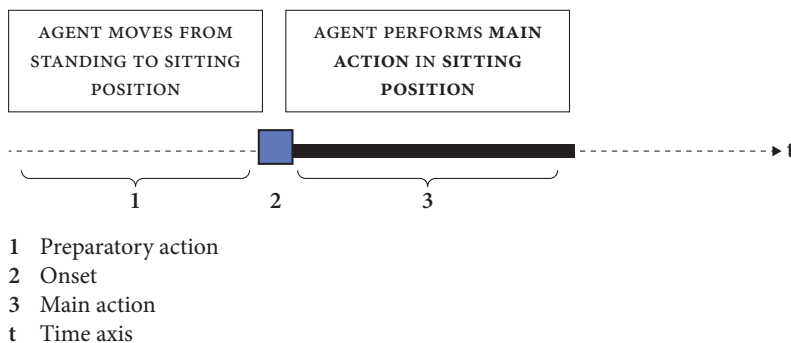 AGENT MOVES FROM
STANDING TO SITTING
POSITION
AGENT PERFORMS MAIN
ACTION IN SITTING
POSITION
t
1
2
3
1 Preparatory action
2 Onset
3 Main action
t Time axis